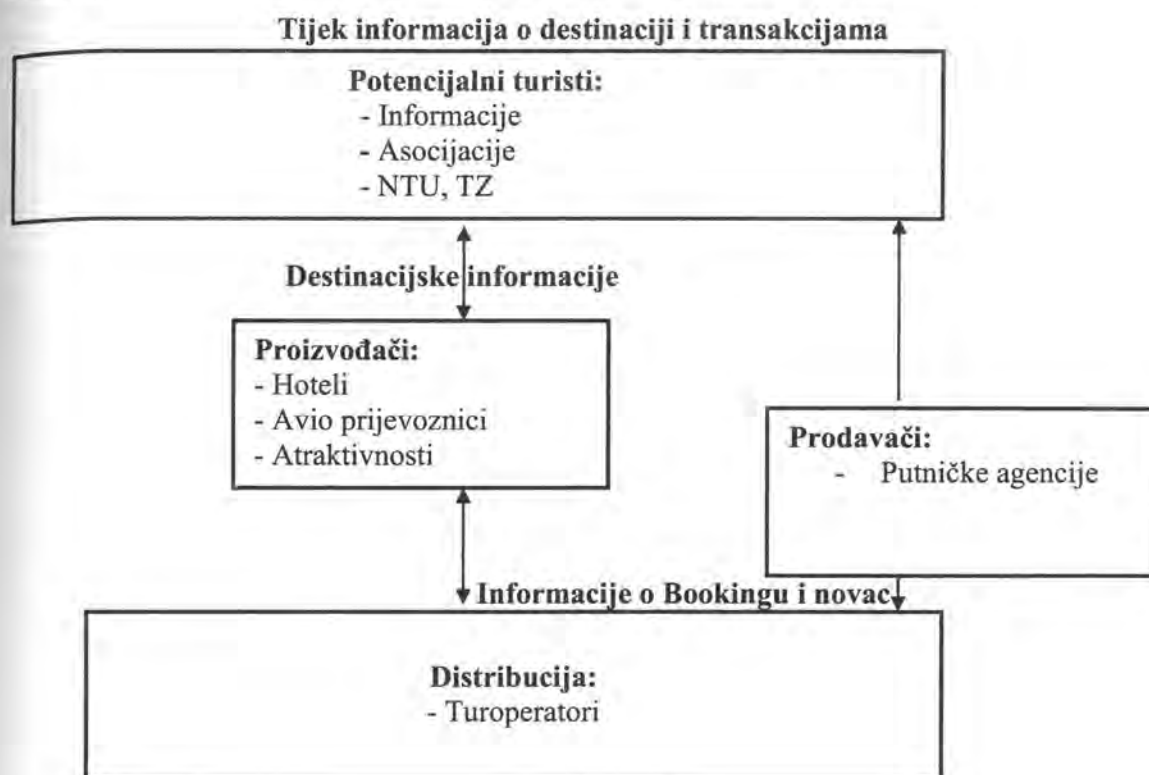 Tijek informacija o destinaciji i transakcijama
Potencijalni turisti:
- Informacije
- Asocijacije
- NTU, TZ
Destinacijske informacije
Proizvođači:
- Hoteli
- Avio prijevoznici
- Atraktivnosti
Prodavači:
- Putničke agencije
Informacije o Bookingu i novac
Distribucija:
- Turoperatori